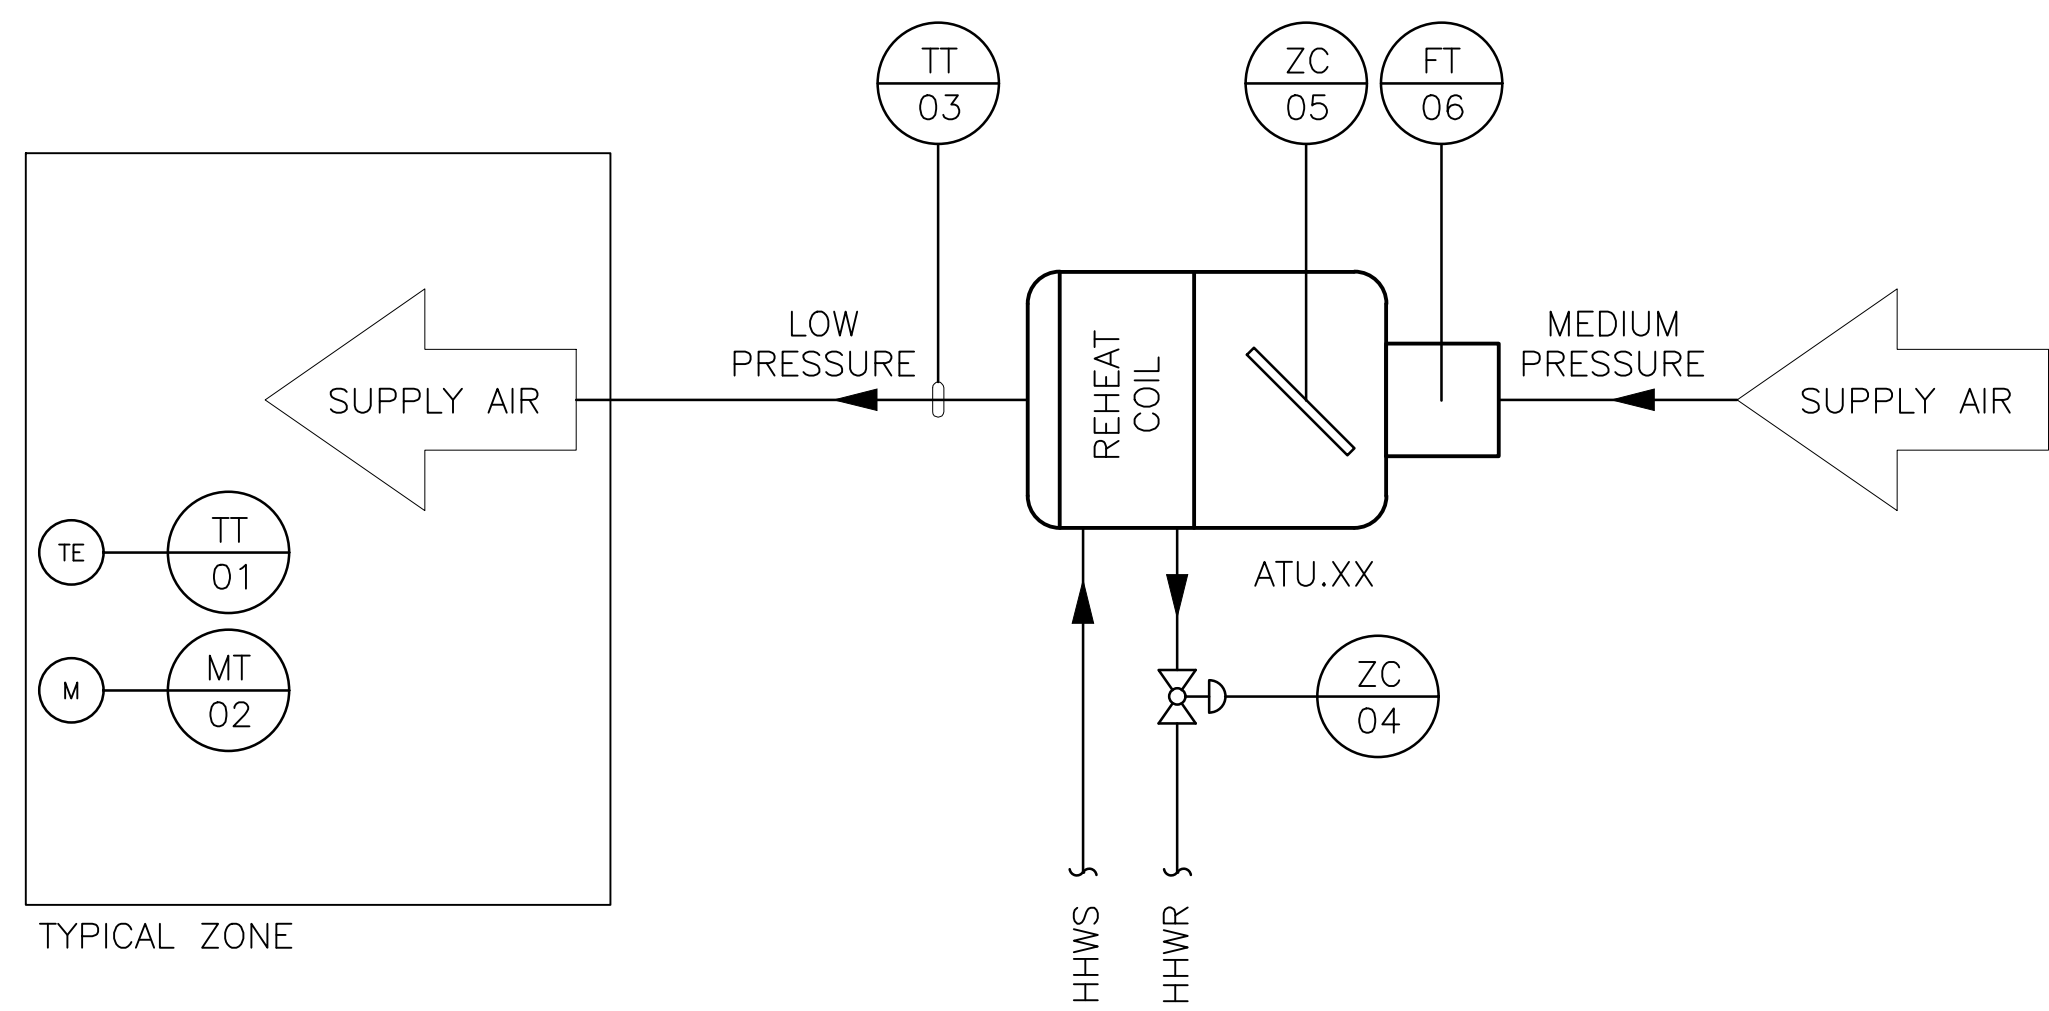 TT
03
ZC
05
FT
06
LOW
PRESSURE
MEDIUM
PRESSURE
SUPPLY AIR
REHEAT
COIL
SUPPLY AIR
TE
TT
01
ATU.XX
M
MT
02
ZC
04
HHWS
HHWR
TYPICAL ZONE